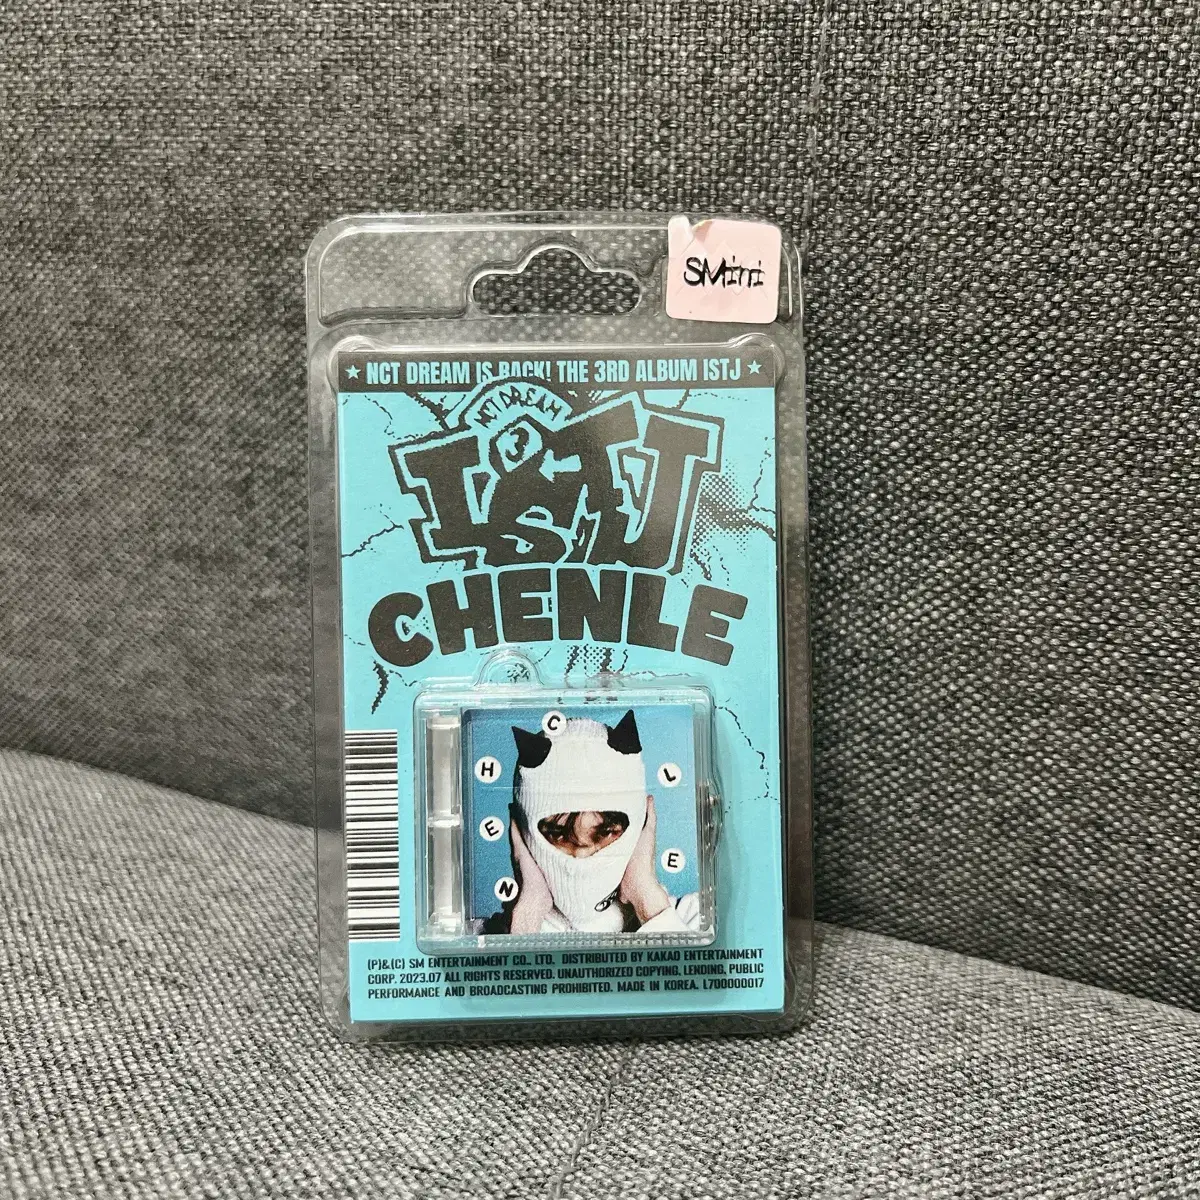 SMini
★ NCT DREAM IS BACK! THE 3RD ALBUM ISTJ ★
NCT DREAM
3
ISTJ
CHENLE
C
H
E
N
L
E
(P)&(C) SM ENTERTAINMENT CO., LTD. DISTRIBUTED BY KAKAO ENTERTAINMENT
CORP. 2023.07 ALL RIGHTS RESERVED. UNAUTHORIZED COPYING, LENDING, PUBLIC
PERFORMANCE AND BROADCASTING PROHIBITED. MADE IN KOREA. L700000017